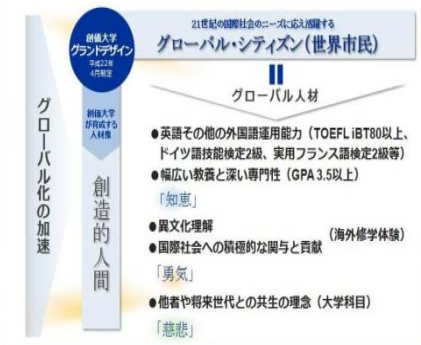 21世紀の国際社会のニーズに応え活躍する
グローバル・シティズン（世界市民）
創価大学
グランドデザイン
平成22年
4月制定
グローバル人材
グローバル化の加速
創価大学
が育成する
人材像
創造的人間
●英語その他の外国語運用能力（TOEFL iBT80以上、
ドイツ語技能検定2級、実用フランス語検定2級等）
●幅広い教養と深い専門性（GPA 3.5以上）
「知恵」
●異文化理解
●国際社会への積極的な関与と貢献
（海外修学体験）
「勇気」
●他者や将来世代との共生の理念（大学科目）
「慈悲」